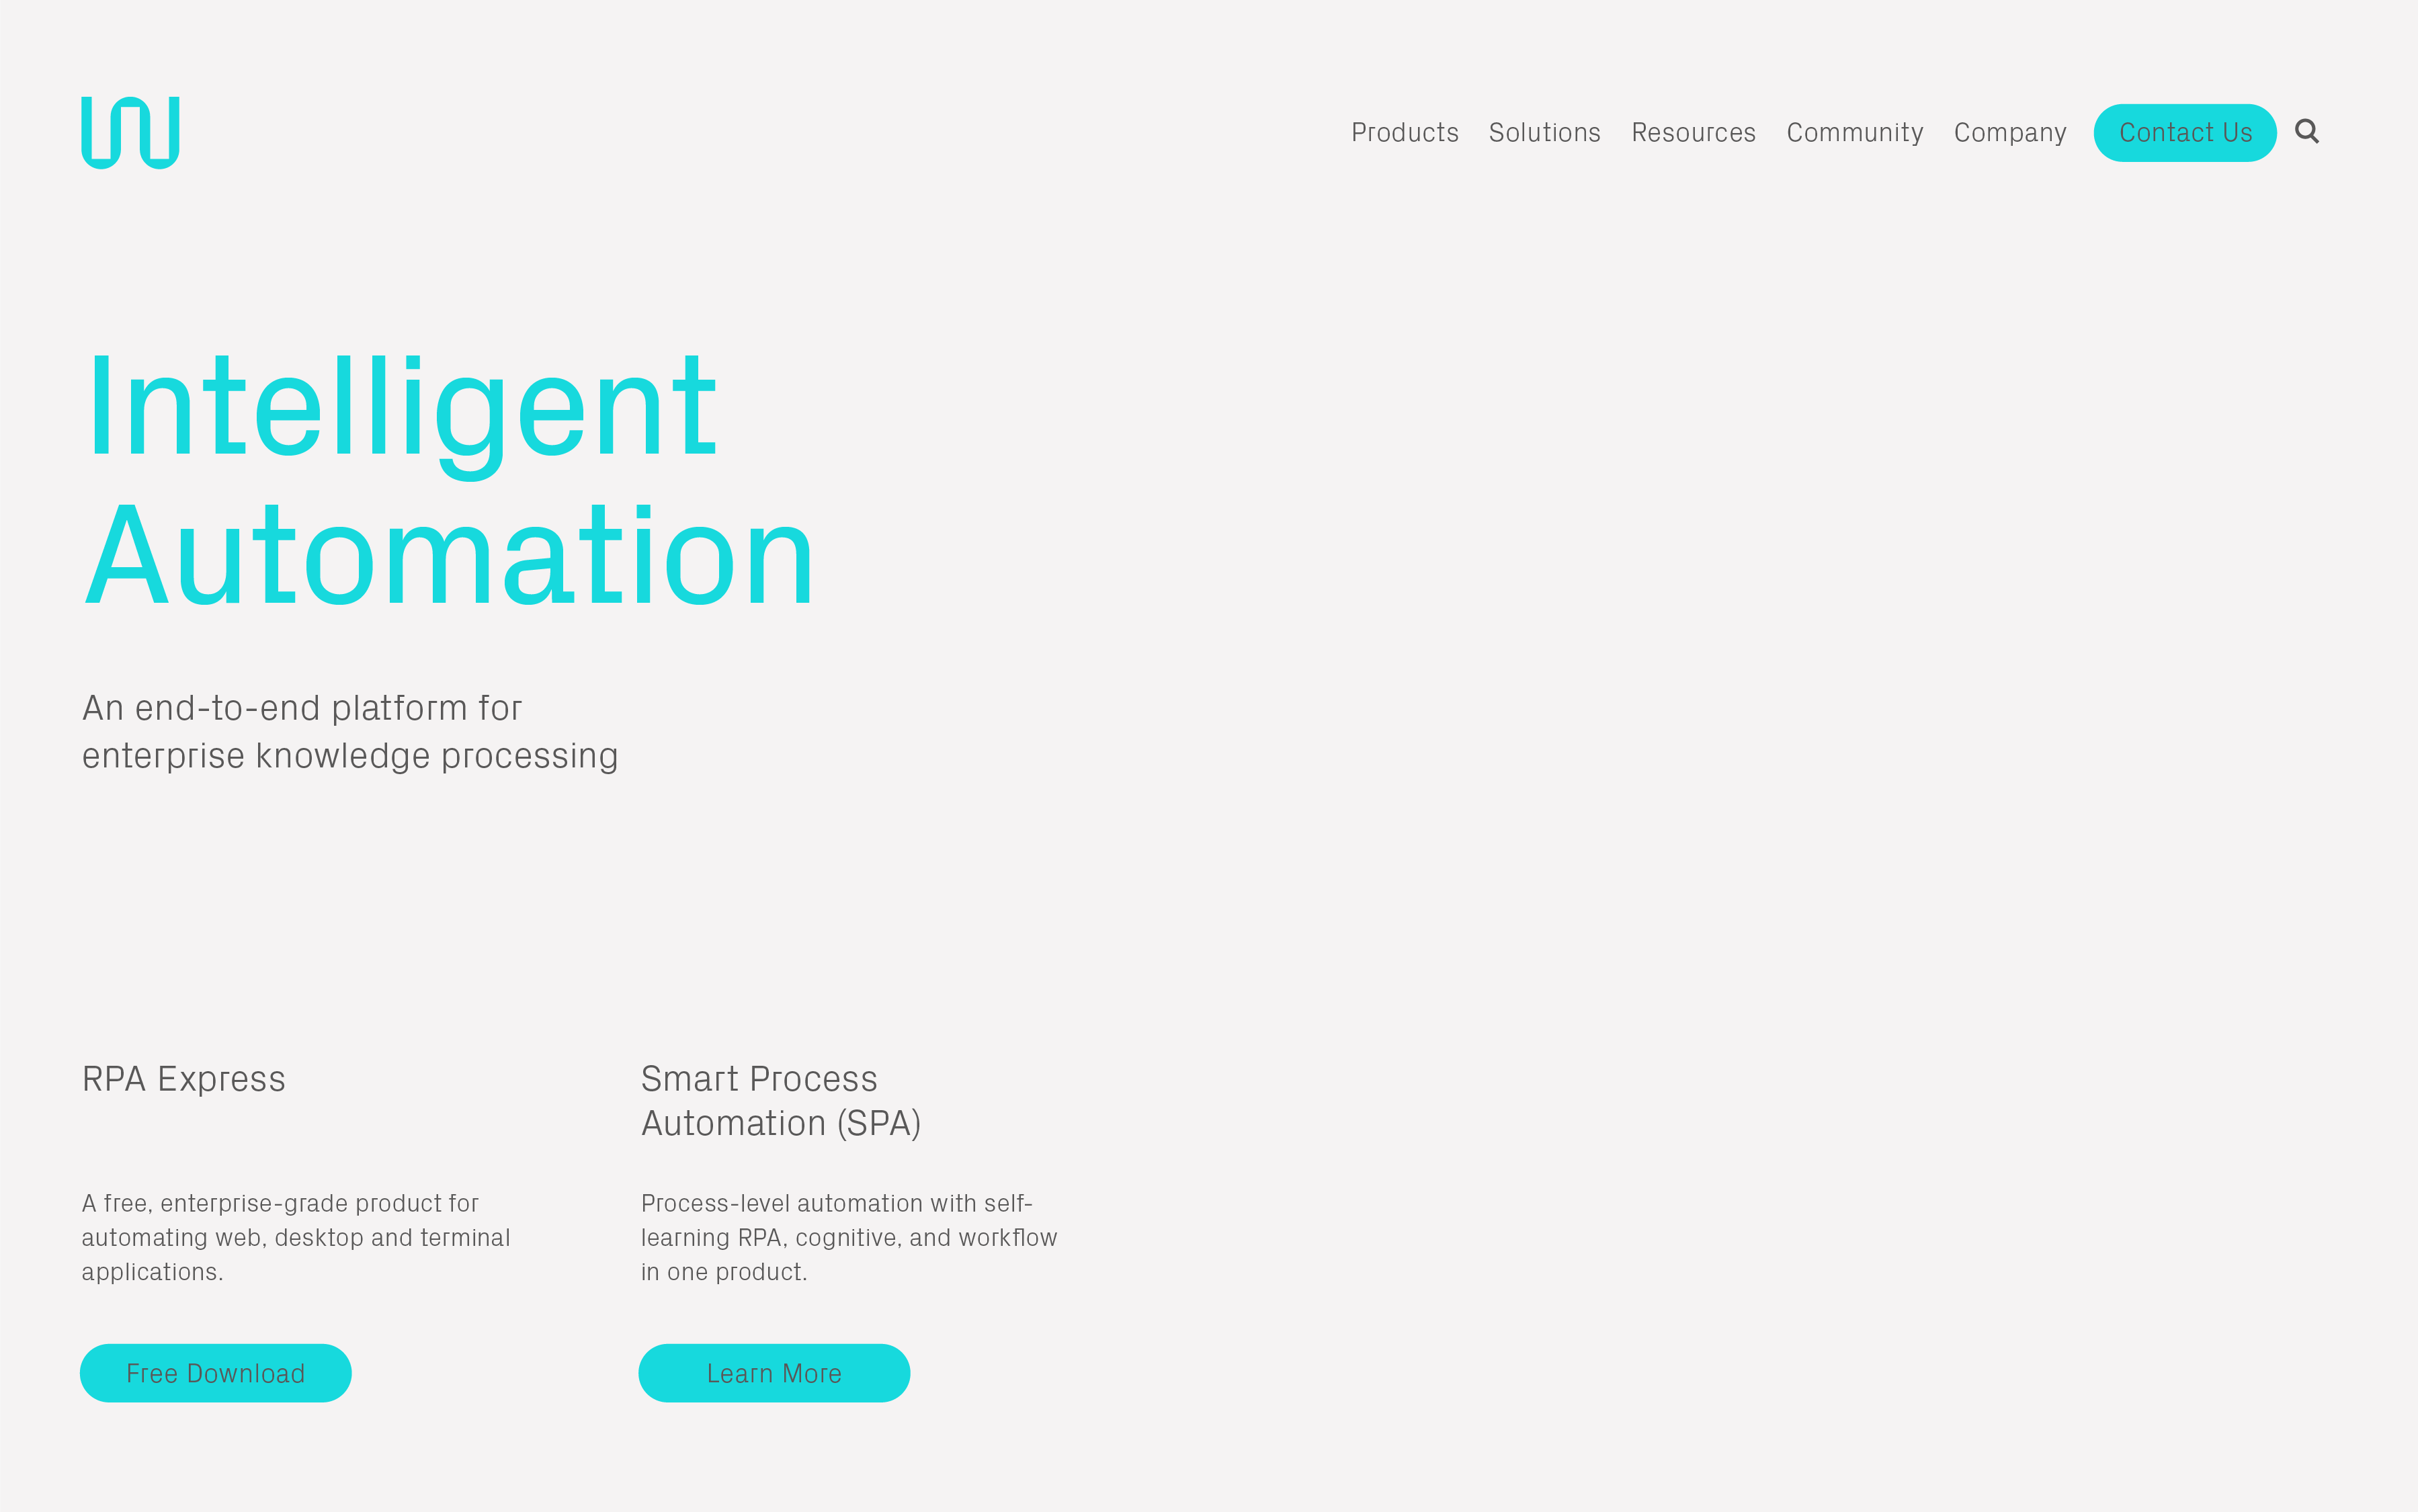 Products Solutions Resources Community Company Contact Us
Intelligent
Automation
An end-to-end platform for
enterprise knowledge processing
RPA Express
A free, enterprise-grade product for
automating web, desktop and terminal
applications.
Free Download
Smart Process
Automation (SPA)
Process-level automation with self-
learning RPA, cognitive, and workflow
in one product.
Learn More